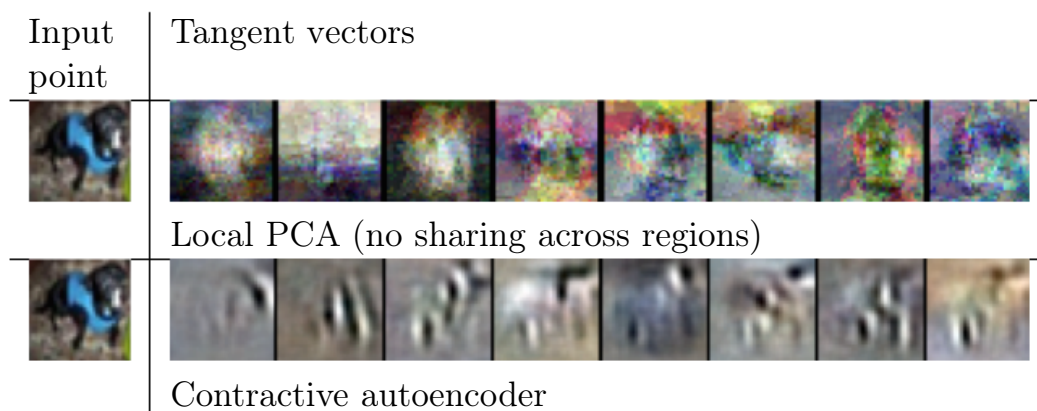 Input
point
Tangent vectors
Local PCA (no sharing across regions)
Contractive autoencoder